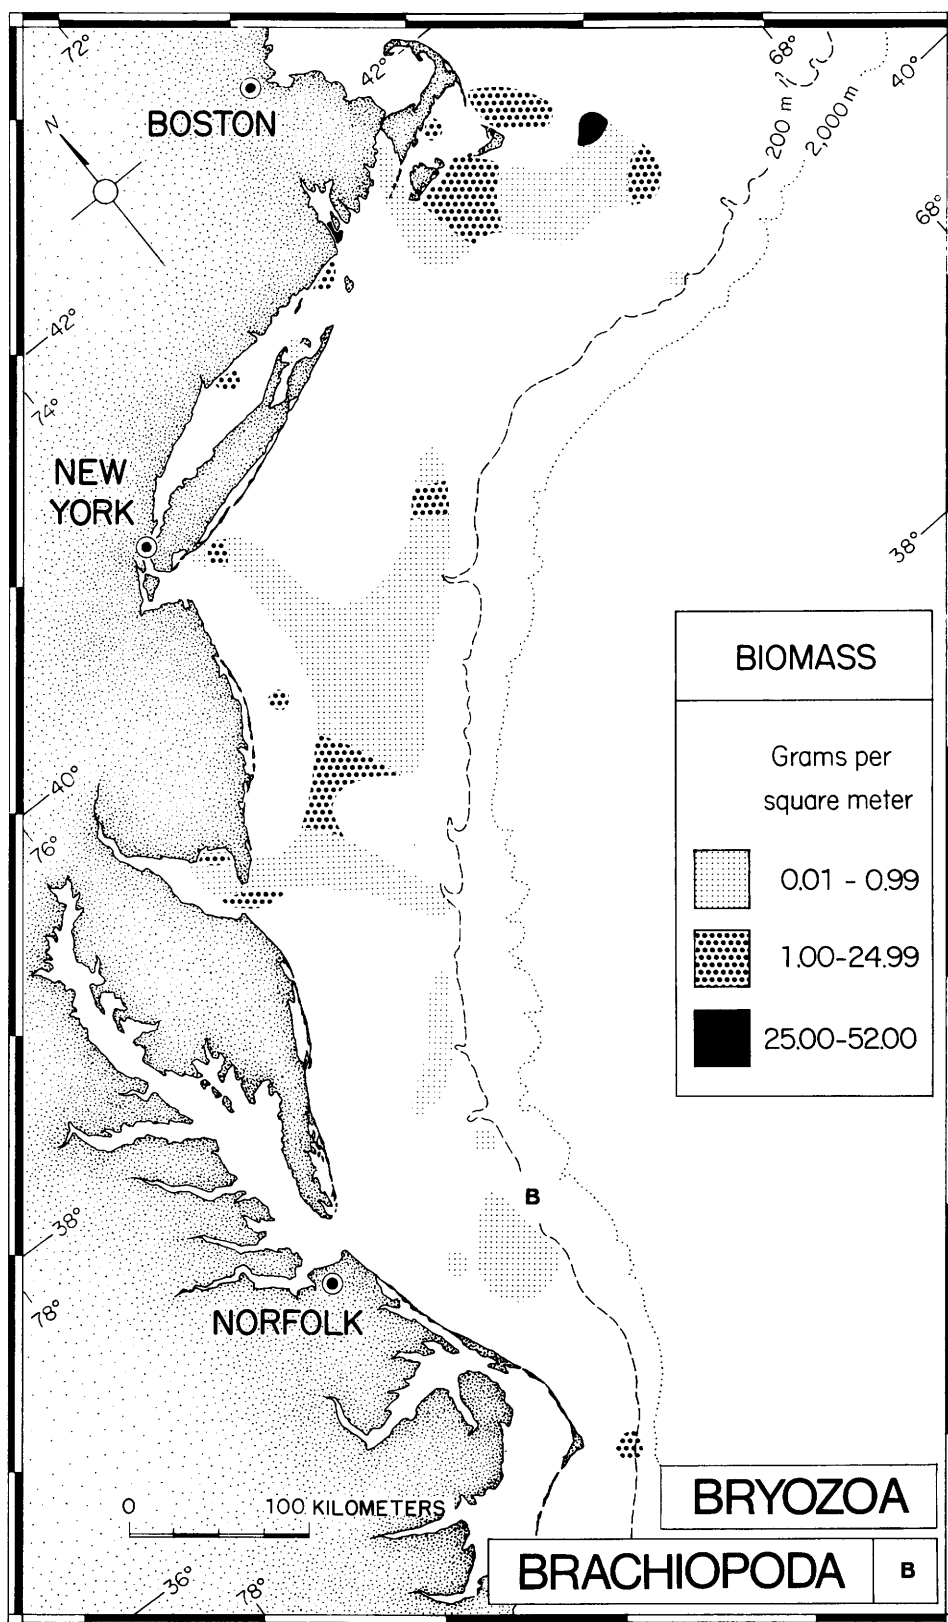 72°
42°
68°
40°
BOSTON
N
200 m
2,000 m
68°
42°
74°
NEW
YORK
38°
BIOMASS
Grams per
square meter
0.01 - 0.99
1.00-24.99
25.00-52.00
40°
76°
B
38°
78°
NORFOLK
0 100 KILOMETERS
BRYOZOA
BRACHIOPODA B
36°
78°